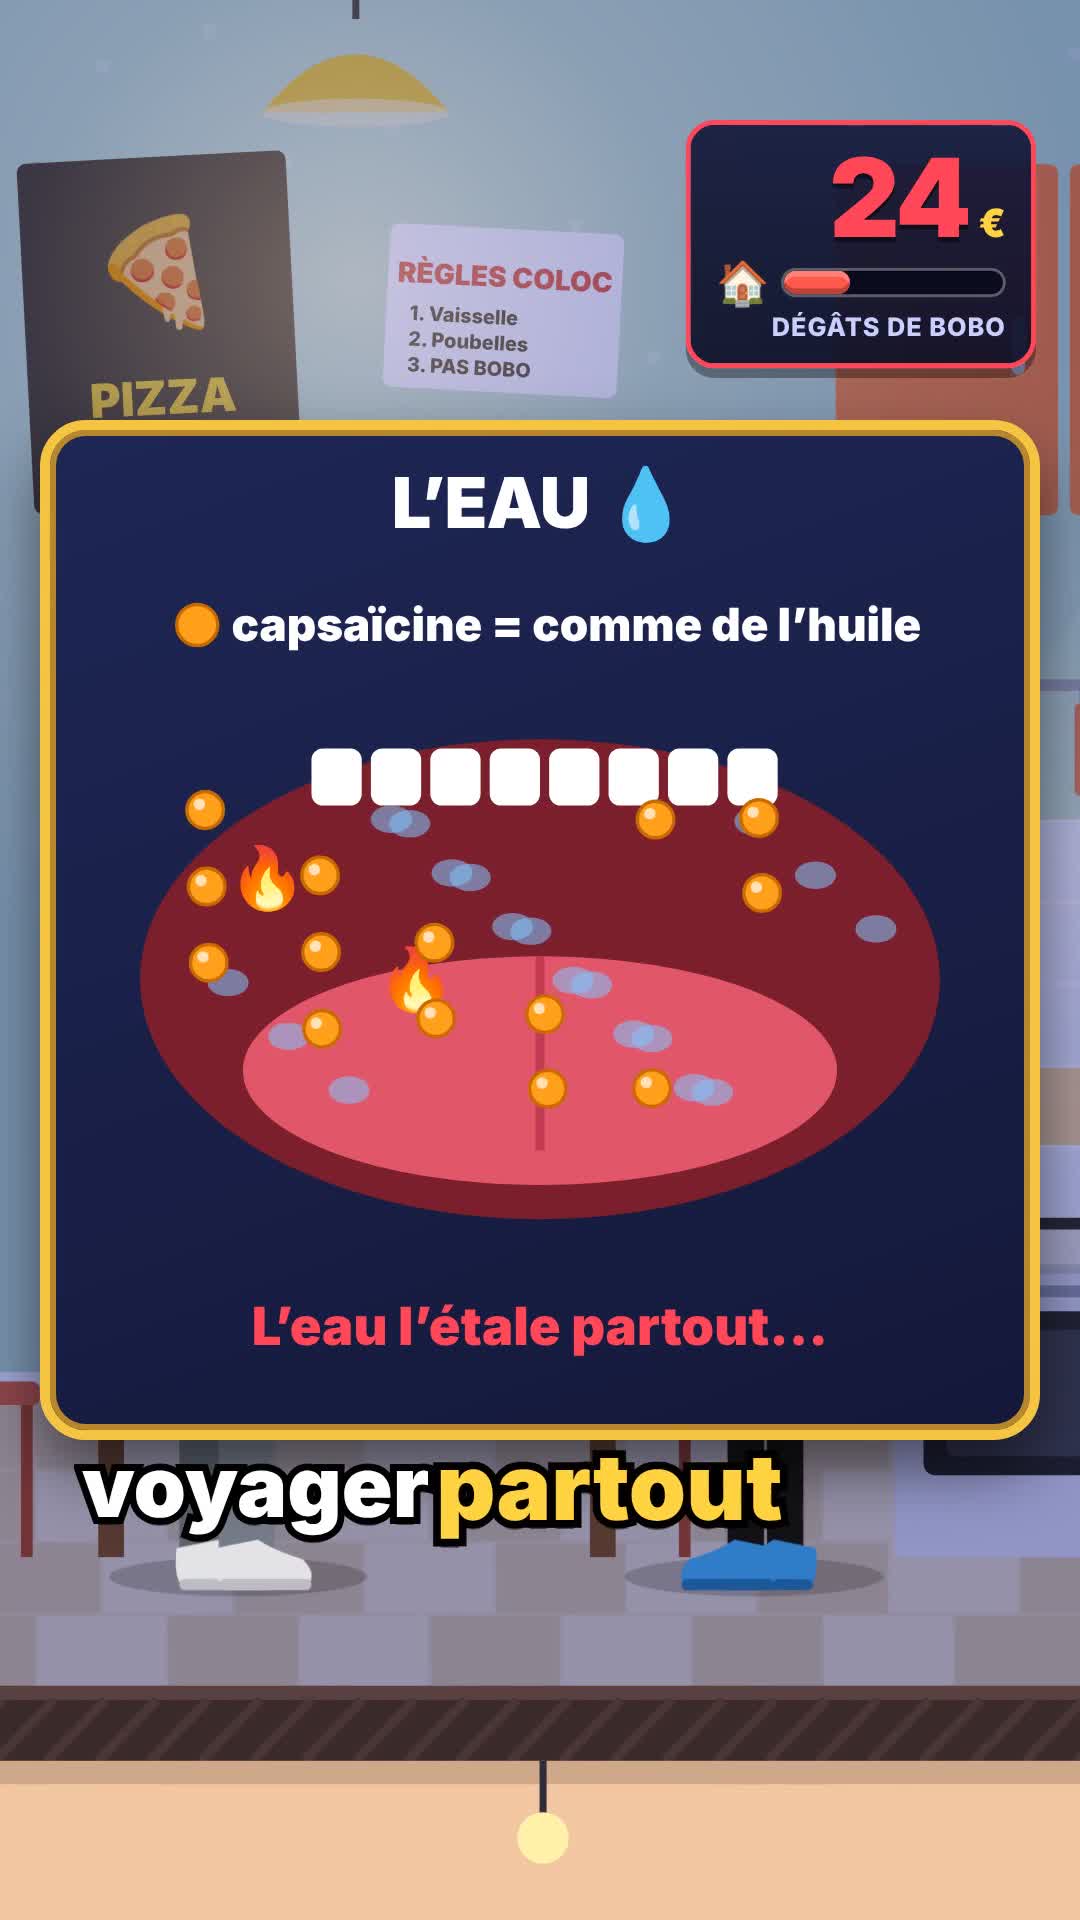 24 €
DÉGÂTS DE BOBO
RÈGLES COLOC
1. Vaisselle
2. Poubelles
3. PAS BOBO
PIZZA
L’EAU
capsaïcine = comme de l’huile
L’eau l’étale partout...
voyager partout